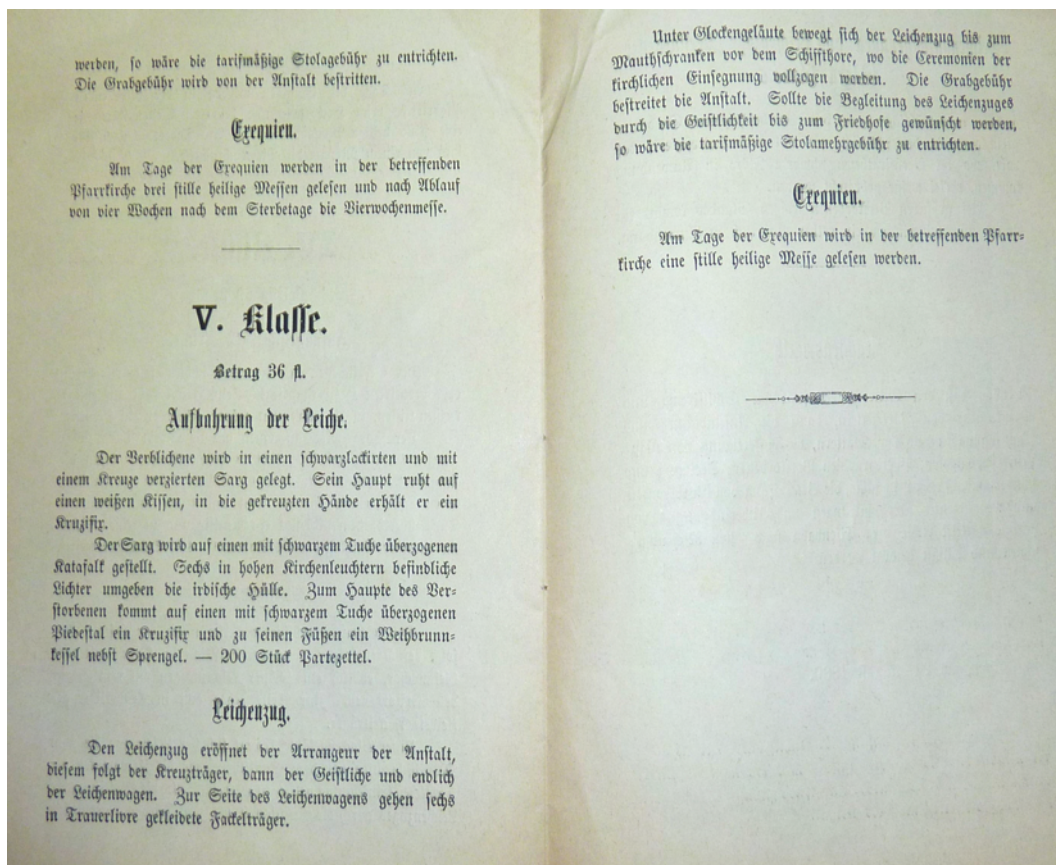 werden, so wäre die tarifmäßige Stolagebühr zu entrichten.
Die Grabgebühr wird von der Anstalt bestritten.
Exequien.
Am Tage der Exequien werden in der betreffenden
Pfarrkirche drei stille heilige Messen gelesen und nach Ablauf
von vier Wochen nach dem Sterbetage die Vierwochenmesse.
V. Klasse.
Betrag 36 fl.
Aufbahrung der Leiche.
Der Verblichene wird in einen schwarzlackirten und mit
einem Kreuze verzierten Sarg gelegt. Sein Haupt ruht auf
einen weißen Kissen, in die gekreuzten Hände erhält er ein
Kruzifix.
Der Sarg wird auf einen mit schwarzem Tuche überzogenen
Katafalk gestellt. Sechs in hohen Kirchenleuchtern befindliche
Lichter umgeben die irdische Hülle. Zum Haupte des Ver-
storbenen kommt auf einen mit schwarzem Tuche überzogenen
Piedestal ein Kruzifix und zu seinen Füßen ein Weihbrunn-
kessel nebst Sprengel. — 200 Stück Partezettel.
Leichenzug.
Den Leichenzug eröffnet der Arrangeur der Anstalt,
diesem folgt der Kreuzträger, dann der Geistliche und endlich
der Leichenwagen. Zur Seite des Leichenwagens gehen sechs
in Trauerlivre gekleidete Fackelträger.
Unter Glockengeläute bewegt sich der Leichenzug bis zum
Mauthschranken vor dem Schiffthore, wo die Ceremonien der
kirchlichen Einsegnung vollzogen werden. Die Grabgebühr
bestreitet die Anstalt. Sollte die Begleitung des Leichenzuges
durch die Geistlichkeit bis zum Friedhofe gewünscht werden,
so wäre die tarifmäßige Stolamehrgebühr zu entrichten.
Exequien.
Am Tage der Exequien wird in der betreffenden Pfarr-
kirche eine stille heilige Messe gelesen werden.